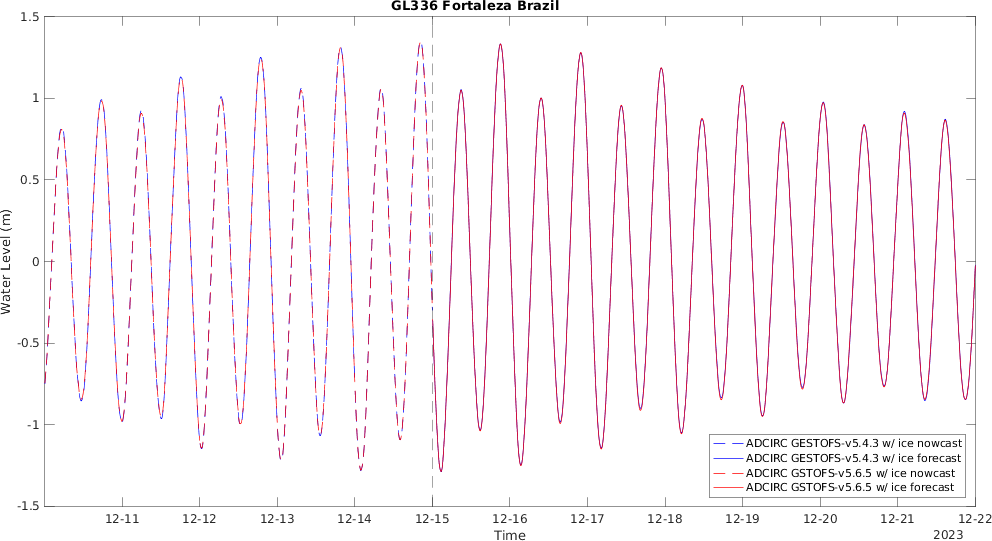 GL336 Fortaleza Brazil
1.5
1
0.5
0
-0.5
-1
-1.5
Water Level (m)
12-11
12-12
12-13
12-14
12-15
12-16
12-17
12-18
12-19
12-20
12-21
12-22
Time
2023
ADCIRC GESTOFS-v5.4.3 w/ ice nowcast
ADCIRC GESTOFS-v5.4.3 w/ ice forecast
ADCIRC GSTOFS-v5.6.5 w/ ice nowcast
ADCIRC GSTOFS-v5.6.5 w/ ice forecast